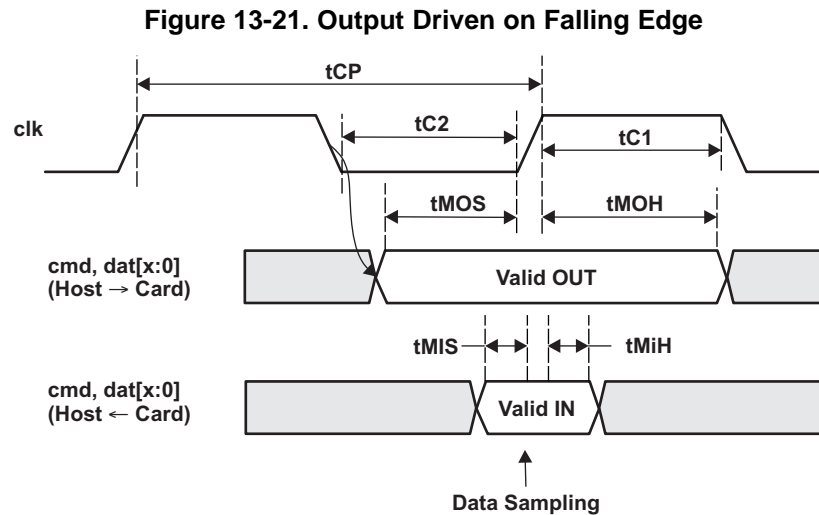 Figure 13-21. Output Driven on Falling Edge
tCP
clk
tC2
tC1
tMOS
tMOH
cmd, dat[x:0]
(Host → Card)
Valid OUT
tMIS
tMiH
cmd, dat[x:0]
(Host ← Card)
Valid IN
Data Sampling